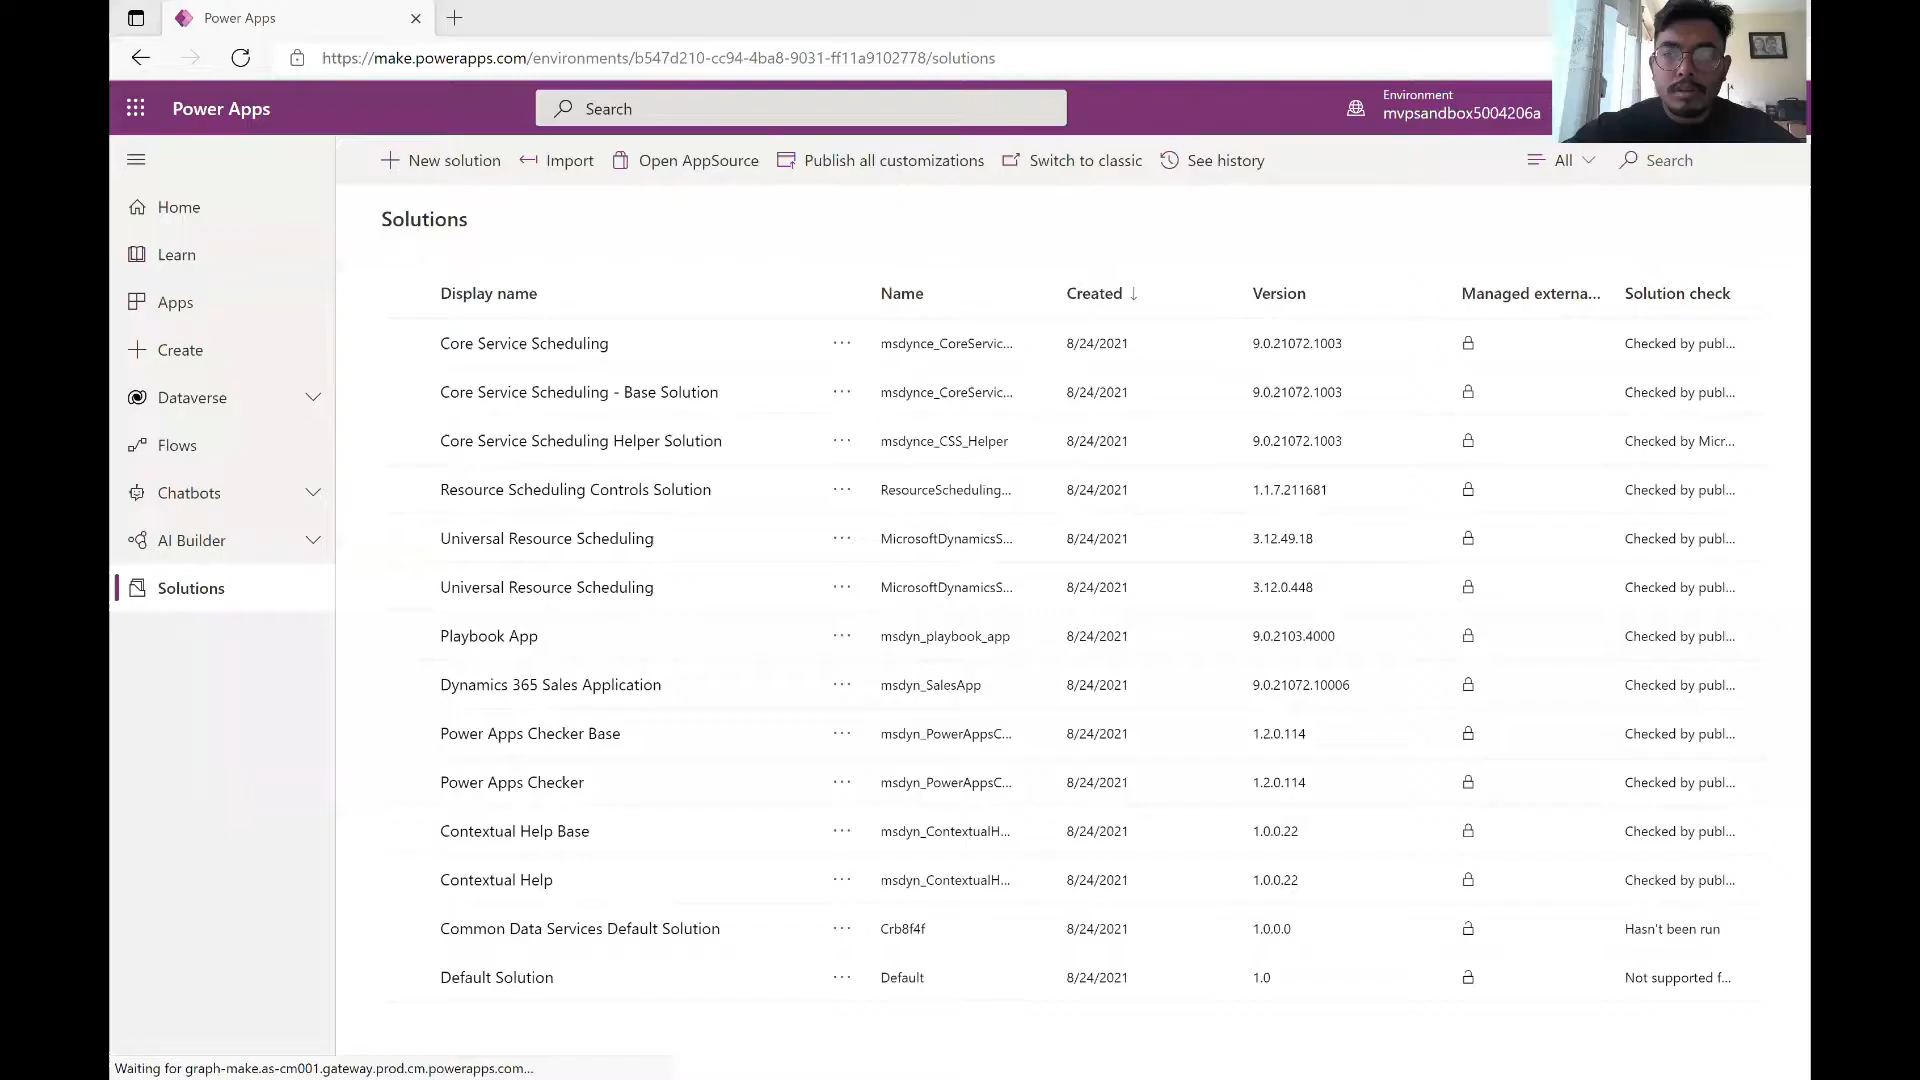 Power Apps
https://make.powerapps.com/environments/b547d210-cc94-4ba8-9031-ff11a9102778/solutions
Power Apps
Search
Environment
mvpsandbox5004206a
New solution
Import
Open AppSource
Publish all customizations
Switch to classic
See history
All
Search
Home
Learn
Apps
Create
Dataverse
Flows
Chatbots
AI Builder
Solutions
Solutions
Display name Name Created Version Managed externa... Solution check
Core Service Scheduling ... msdynce_CoreServic... 8/24/2021 9.0.21072.1003 Checked by publ...
Core Service Scheduling - Base Solution ... msdynce_CoreServic... 8/24/2021 9.0.21072.1003 Checked by publ...
Core Service Scheduling Helper Solution ... msdynce_CSS_Helper 8/24/2021 9.0.21072.1003 Checked by Micr...
Resource Scheduling Controls Solution ... ResourceScheduling... 8/24/2021 1.1.7.211681 Checked by publ...
Universal Resource Scheduling ... MicrosoftDynamicsS... 8/24/2021 3.12.49.18 Checked by publ...
Universal Resource Scheduling ... MicrosoftDynamicsS... 8/24/2021 3.12.0.448 Checked by publ...
Playbook App ... msdyn_playbook_app 8/24/2021 9.0.2103.4000 Checked by publ...
Dynamics 365 Sales Application ... msdyn_SalesApp 8/24/2021 9.0.21072.10006 Checked by publ...
Power Apps Checker Base ... msdyn_PowerAppsC... 8/24/2021 1.2.0.114 Checked by publ...
Power Apps Checker ... msdyn_PowerAppsC... 8/24/2021 1.2.0.114 Checked by publ...
Contextual Help Base ... msdyn_ContextualH... 8/24/2021 1.0.0.22 Checked by publ...
Contextual Help ... msdyn_ContextualH... 8/24/2021 1.0.0.22 Checked by publ...
Common Data Services Default Solution ... Crb8f4f 8/24/2021 1.0.0.0 Hasn't been run
Default Solution ... Default 8/24/2021 1.0 Not supported f...
Waiting for graph-make.as-cm001.gateway.prod.cm.powerapps.com...